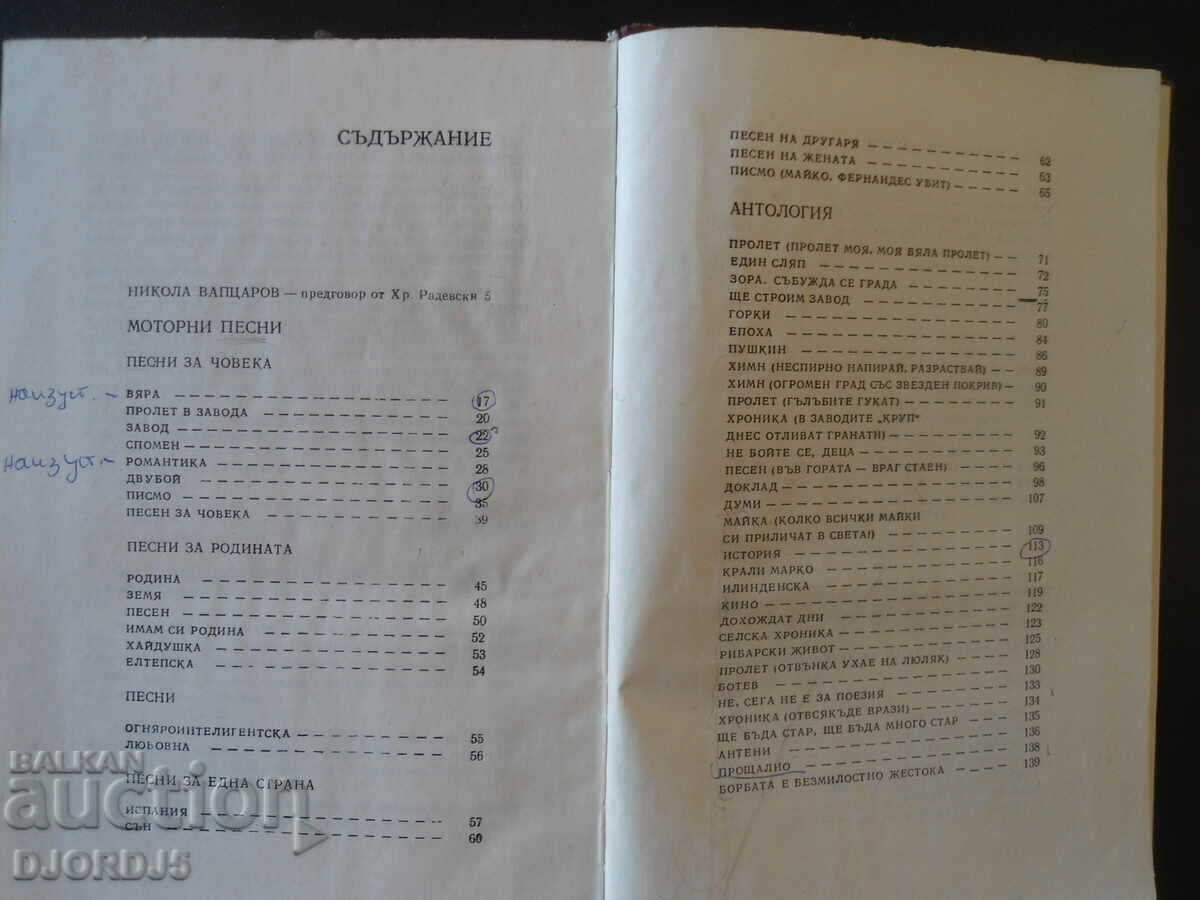 СЪДЪРЖАНИЕ
НИКОЛА ВАПЦАРОВ — предговор от Хр. Радевски 5
МОТОРНИ ПЕСНИ
ПЕСНИ ЗА ЧОВЕКА
наизуст. – ВЯРА 17
ПРОЛЕТ В ЗАВОДА 20
ЗАВОД 22
СПОМЕН 25
наизуст. – РОМАНТИКА 28
ДВУБОЙ 30
ПИСМО 35
ПЕСЕН ЗА ЧОВЕКА 39
ПЕСНИ ЗА РОДИНАТА
РОДИНА 45
ЗЕМЯ 48
ПЕСЕН 50
ИМАМ СИ РОДИНА 52
ХАЙДУШКА 53
ЕЛТЕПСКА 54
ПЕСНИ
ОГНЯРОИНТЕЛИГЕНТСКА 55
ЛЮБОВНА 56
ПЕСНИ ЗА ЕДНА СТРАНА
ИСПАНИЯ 57
СЪН 60
ПЕСЕН НА ДРУГАРЯ 62
ПЕСЕН НА ЖЕНАТА 63
ПИСМО (МАЙКО, ФЕРНАНДЕС УБИТ) 65
АНТОЛОГИЯ
ПРОЛЕТ (ПРОЛЕТ МОЯ, МОЯ БЯЛА ПРОЛЕТ) 71
ЕДИН СЛЯП 72
ЗОРА. СЪБУЖДА СЕ ГРАДА 75
ЩЕ СТРОИМ ЗАВОД 77
ГОРКИ 80
ЕПОХА 84
ПУШКИН 86
ХИМН (НЕСПИРНО НАПИРАЙ, РАЗРАСТВАЙ) 89
ХИМН (ОГРОМЕН ГРАД СЪС ЗВЕЗДЕН ПОКРИВ) 90
ПРОЛЕТ (ГЪЛЪБИТЕ ГУКАТ) 91
ХРОНИКА (В ЗАВОДИТЕ „КРУП“
ДНЕС ОТЛИВАТ ГРАНАТИ) 92
НЕ БОЙТЕ СЕ, ДЕЦА 93
ПЕСЕН (ВЪВ ГОРАТА — ВРАГ СТАЕН) 96
ДОКЛАД 98
ДУМИ 107
МАЙКА (КОЛКО ВСИЧКИ МАЙКИ
СИ ПРИЛИЧАТ В СВЕТА!) 109
ИСТОРИЯ 113
КРАЛИ МАРКО 116
ИЛИНДЕНСКА 117
КИНО 119
ДОХОЖДАТ ДНИ 122
СЕЛСКА ХРОНИКА 123
РИБАРСКИ ЖИВОТ 125
ПРОЛЕТ (ОТВЪНКА УХАЕ НА ЛЮЛЯК) 128
БОТЕВ 130
НЕ, СЕГА НЕ Е ЗА ПОЕЗИЯ 133
ХРОНИКА (ОТВСЯКЪДЕ ВРАЗИ) 134
ЩЕ БЪДА СТАР, ЩЕ БЪДА МНОГО СТАР 135
АНТЕНИ 136
ПРОЩАЛНО 138
БОРБАТА Е БЕЗМИЛОСТНО ЖЕСТОКА 139
BALKAN
auction
DJORDJ5